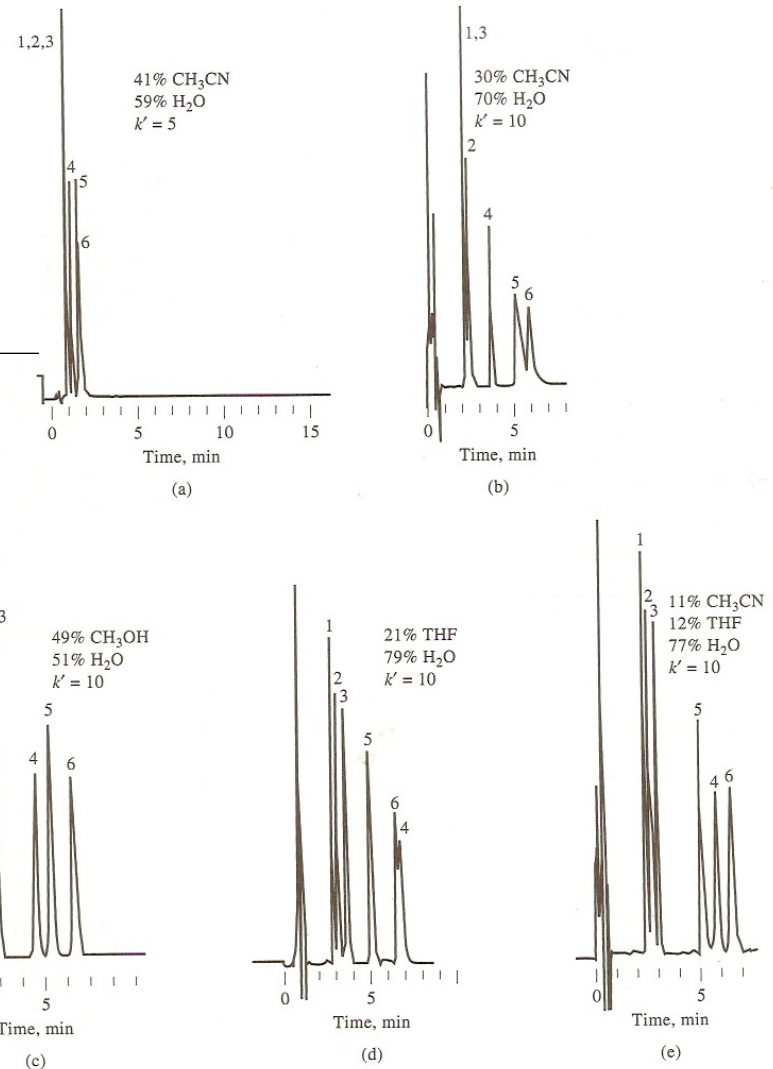 1,2,3
41% CH₃CN
59% H₂O
k′ = 5
4
5
6
0 5 10 15
Time, min
(a)
1,3
30% CH₃CN
70% H₂O
k′ = 10
2
4
5
6
0 5
Time, min
(b)
3
49% CH₃OH
51% H₂O
k′ = 10
5
4
6
5
Time, min
(c)
1
21% THF
79% H₂O
k′ = 10
2
3
5
6
4
0 5
Time, min
(d)
1
2
3
11% CH₃CN
12% THF
77% H₂O
k′ = 10
5
4
6
0 5
Time, min
(e)